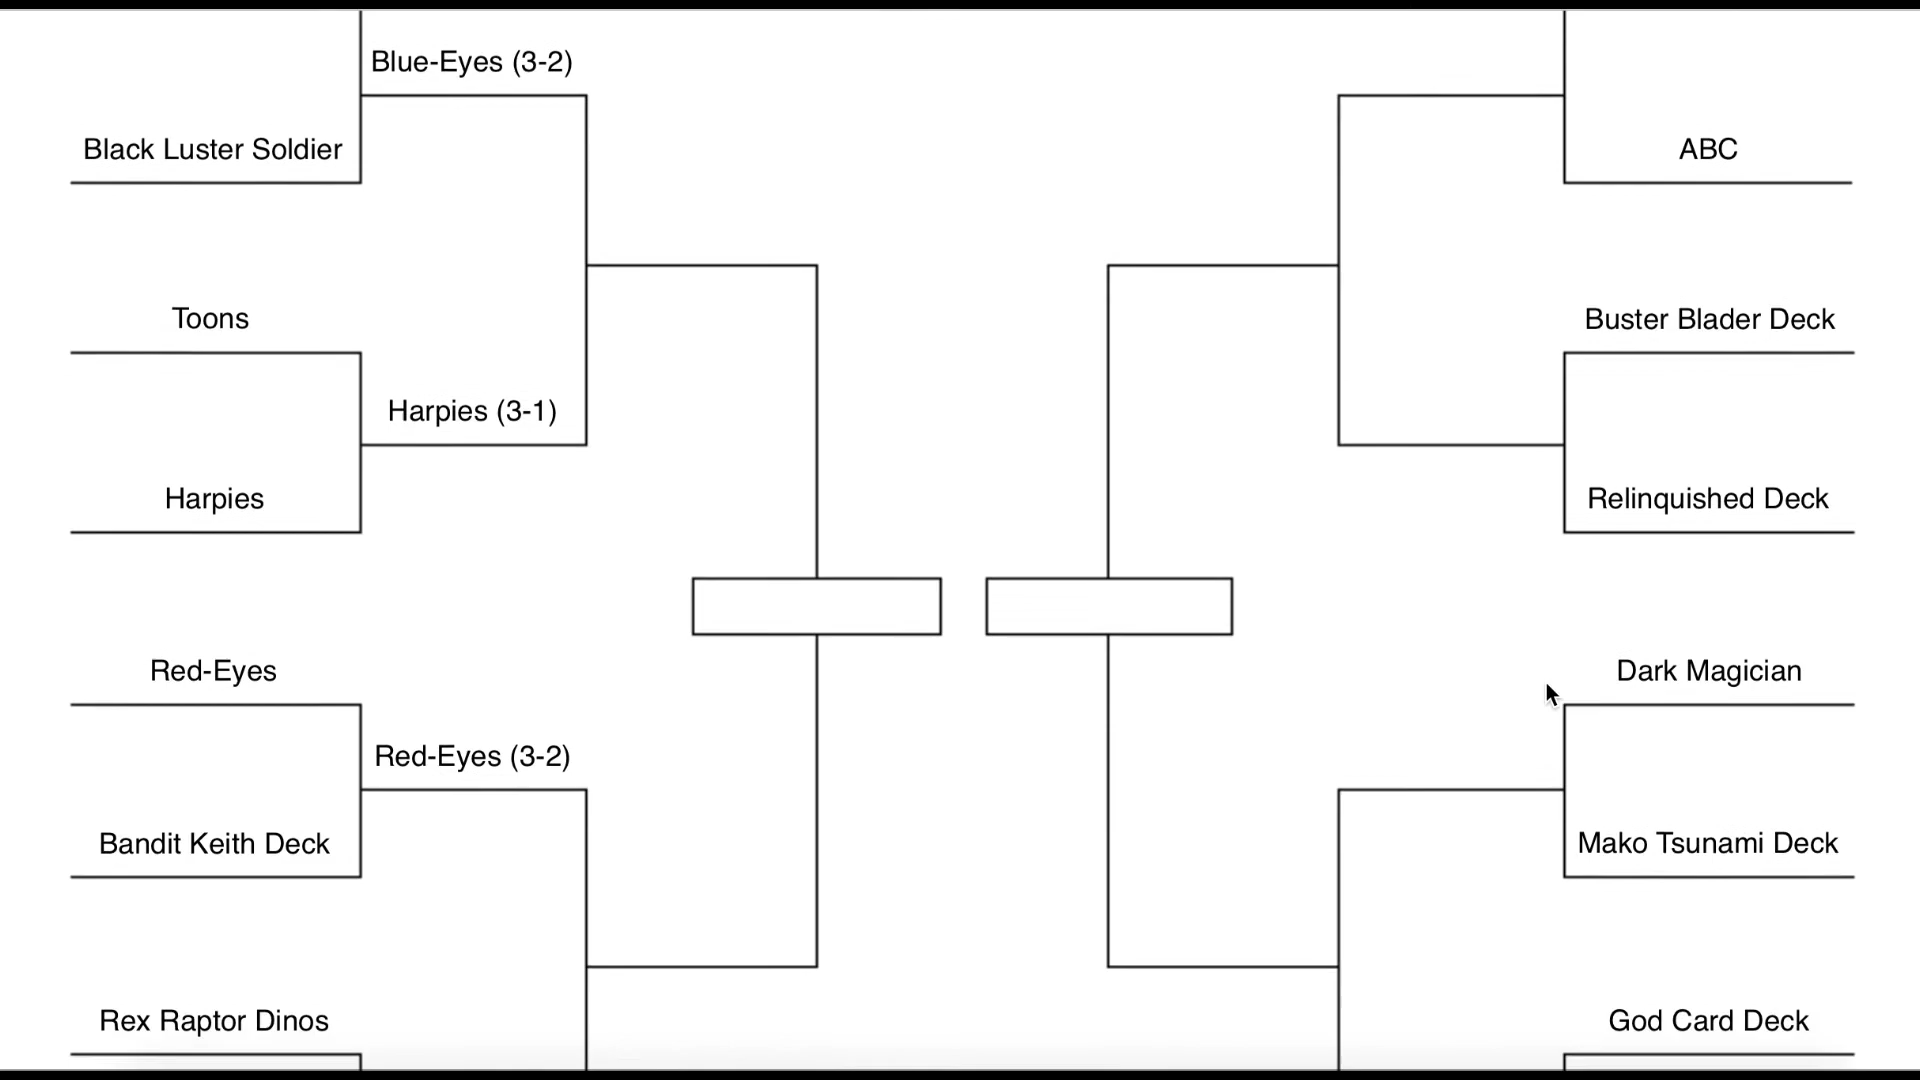 Blue-Eyes (3-2)
Black Luster Soldier
Toons
Harpies (3-1)
Harpies
Red-Eyes
Red-Eyes (3-2)
Bandit Keith Deck
Rex Raptor Dinos
ABC
Buster Blader Deck
Relinquished Deck
Dark Magician
Mako Tsunami Deck
God Card Deck